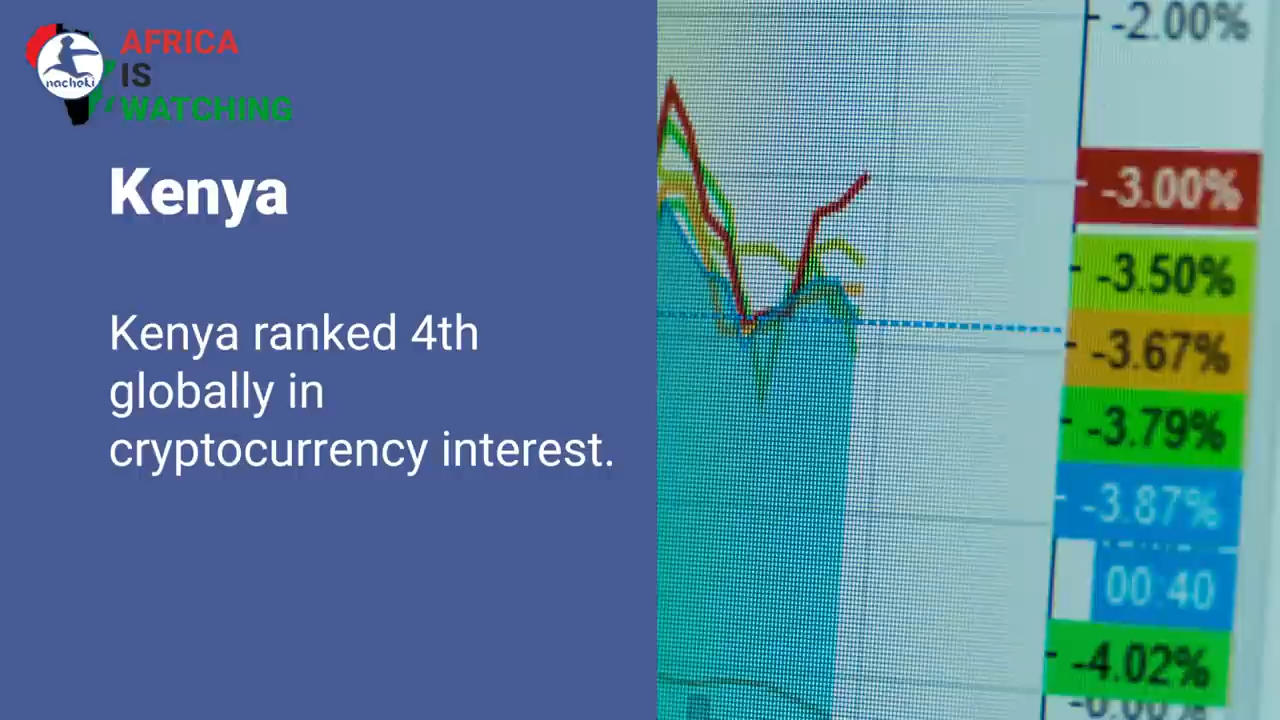 AFRICA
IS
WATCHING
nachoki
Kenya
Kenya ranked 4th
globally in
cryptocurrency interest.
-2.00%
-3.00%
-3.50%
-3.67%
-3.79%
-3.87%
00:40
-4.02%